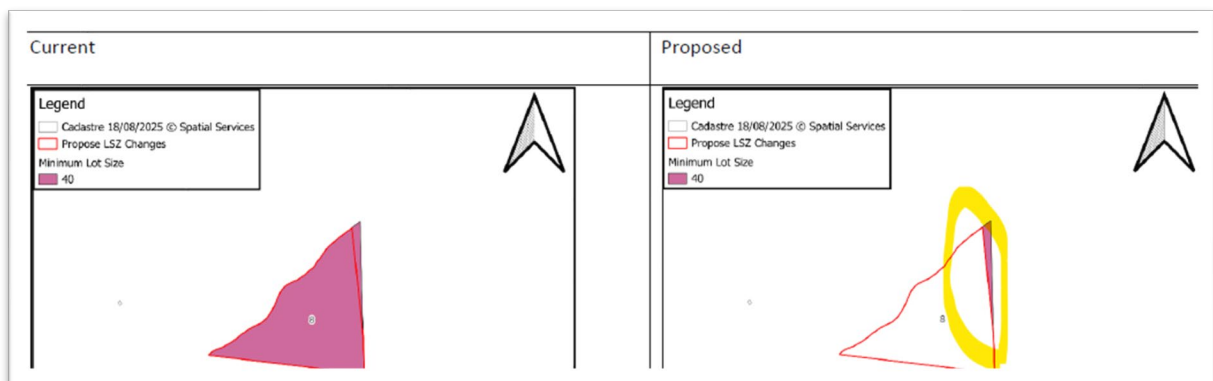 Current
Legend
Cadastre 18/08/2025 © Spatial Services
Propose LSZ Changes
Minimum Lot Size
40
8
Proposed
Legend
Cadastre 18/08/2025 © Spatial Services
Propose LSZ Changes
Minimum Lot Size
40
8